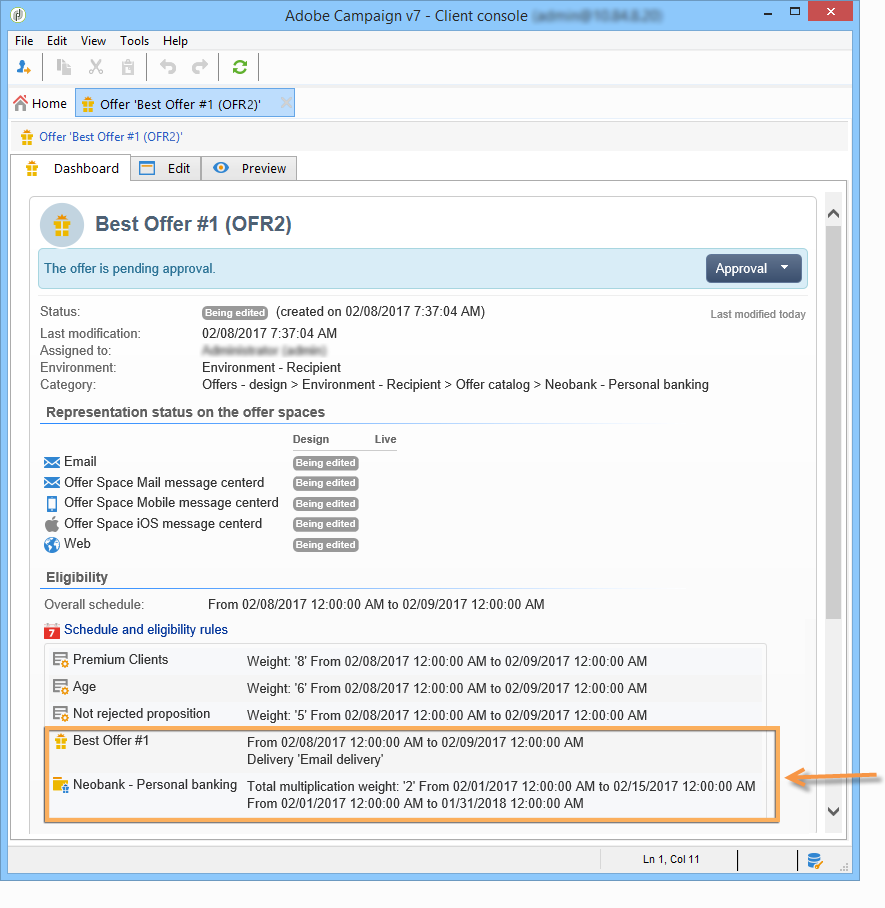 Adobe Campaign v7 - Client console
File Edit View Tools Help
Home Offer 'Best Offer #1 (OFR2)'
Offer 'Best Offer #1 (OFR2)'
Dashboard Edit Preview
Best Offer #1 (OFR2)
The offer is pending approval. Approval
Status: Being edited (created on 02/08/2017 7:37:04 AM) Last modified today
Last modification: 02/08/2017 7:37:04 AM
Assigned to:
Environment: Environment - Recipient
Category: Offers - design > Environment - Recipient > Offer catalog > Neobank - Personal banking
Representation status on the offer spaces
Design Live
Email Being edited
Offer Space Mail message centerd Being edited
Offer Space Mobile message centerd Being edited
Offer Space iOS message centerd Being edited
Web Being edited
Eligibility
Overall schedule: From 02/08/2017 12:00:00 AM to 02/09/2017 12:00:00 AM
7 Schedule and eligibility rules
Premium Clients Weight: '8' From 02/08/2017 12:00:00 AM to 02/09/2017 12:00:00 AM
Age Weight: '6' From 02/08/2017 12:00:00 AM to 02/09/2017 12:00:00 AM
Not rejected proposition Weight: '5' From 02/08/2017 12:00:00 AM to 02/09/2017 12:00:00 AM
Best Offer #1 From 02/08/2017 12:00:00 AM to 02/09/2017 12:00:00 AM
Delivery 'Email delivery'
Neobank - Personal banking Total multiplication weight: '2' From 02/01/2017 12:00:00 AM to 02/15/2017 12:00:00 AM
From 02/01/2017 12:00:00 AM to 01/31/2018 12:00:00 AM
Ln 1, Col 11